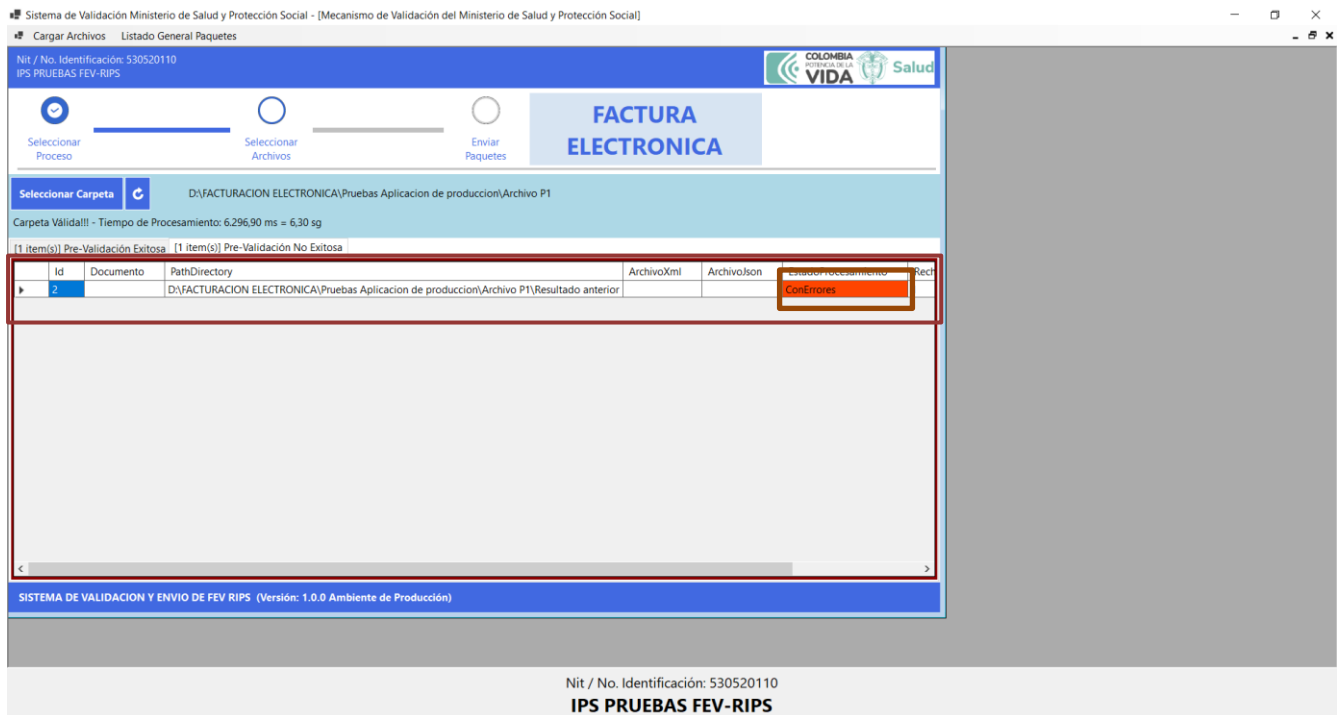 Sistema de Validación Ministerio de Salud y Protección Social - [Mecanismo de Validación del Ministerio de Salud y Protección Social]
Cargar Archivos Listado General Paquetes
Nit / No. Identificación: 530520110
IPS PRUEBAS FEV-RIPS
COLOMBIA
POTENCIA DE LA
VIDA
Salud
Seleccionar
Proceso
Seleccionar
Archivos
Enviar
Paquetes
FACTURA
ELECTRONICA
Seleccionar Carpeta D:\FACTURACION ELECTRONICA\Pruebas Aplicacion de produccion\Archivo P1
Carpeta Válida!!! - Tiempo de Procesamiento: 6.296,90 ms = 6,30 sg
[1 item(s)] Pre-Validación Exitosa [1 item(s)] Pre-Validación No Exitosa
Id Documento PathDirectory ArchivoXml ArchivoJson EstadoProcesamiento Rech
2 D:\FACTURACION ELECTRONICA\Pruebas Aplicacion de produccion\Archivo P1\Resultado anterior ConErrores
SISTEMA DE VALIDACION Y ENVIO DE FEV RIPS (Versión: 1.0.0 Ambiente de Producción)
Nit / No. Identificación: 530520110
IPS PRUEBAS FEV-RIPS